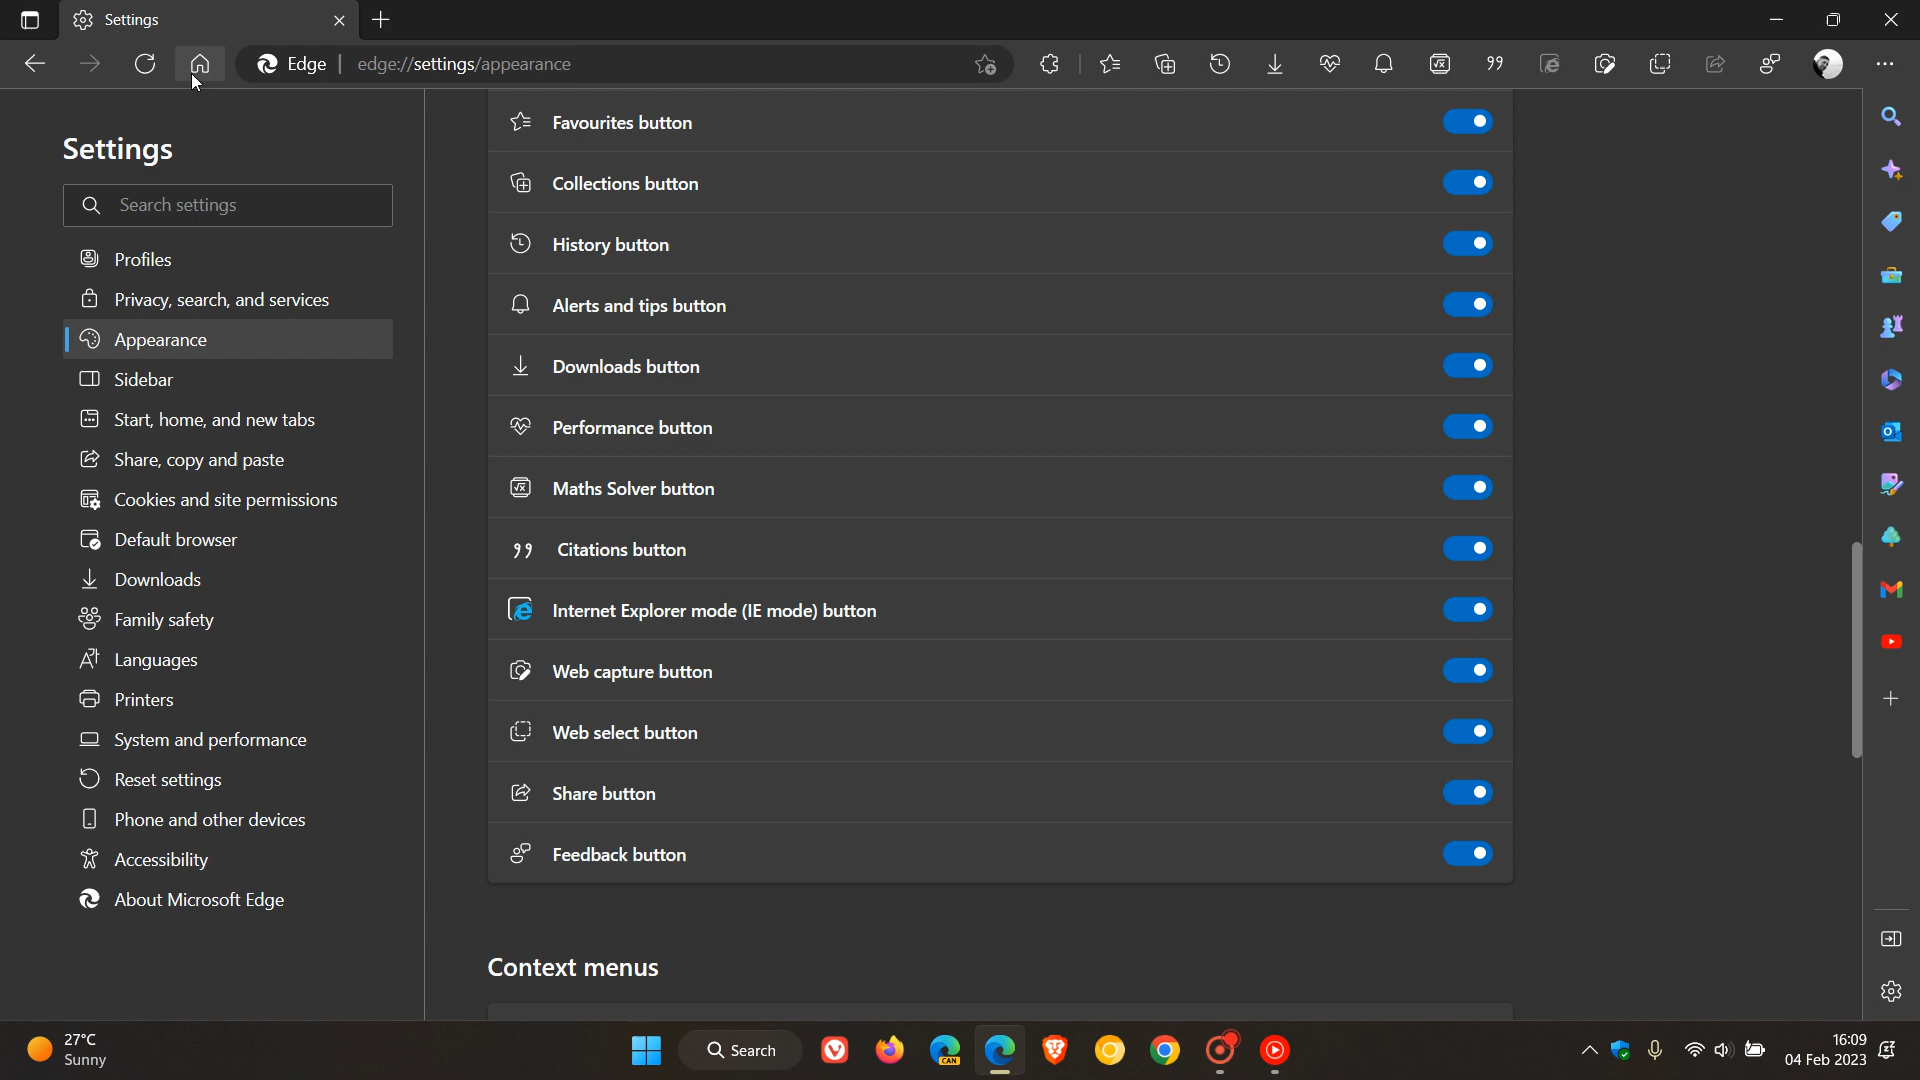 Settings
Edge
edge://settings/appearance
Settings
Search settings
Profiles
Privacy, search, and services
Appearance
Sidebar
Start, home, and new tabs
Share, copy and paste
Cookies and site permissions
Default browser
Downloads
Family safety
Languages
Printers
System and performance
Reset settings
Phone and other devices
Accessibility
About Microsoft Edge
Favourites button
Collections button
History button
Alerts and tips button
Downloads button
Performance button
Maths Solver button
Citations button
Internet Explorer mode (IE mode) button
Web capture button
Web select button
Share button
Feedback button
Context menus
27°C
Sunny
Search
CAN
16:09
04 Feb 2023